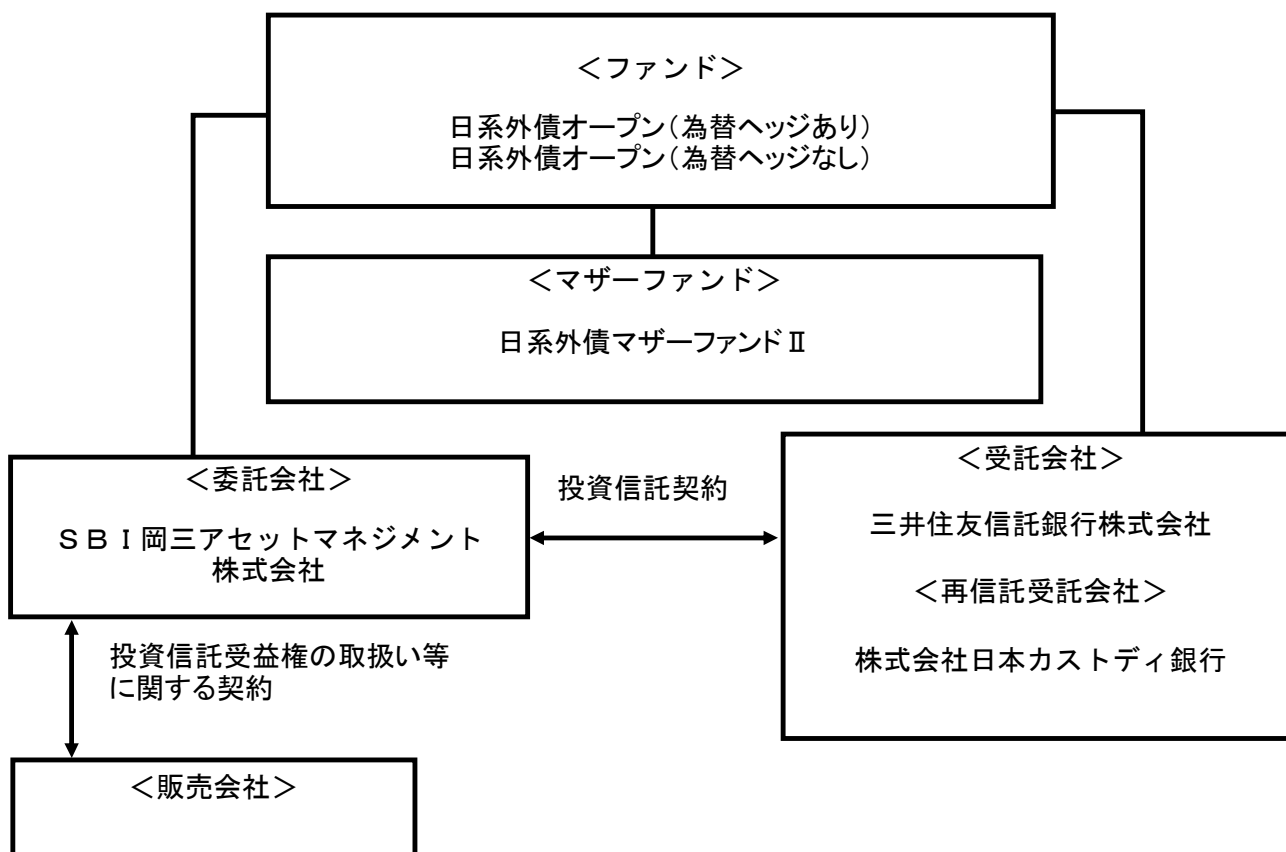 ＜ファンド＞
日系外債オープン（為替ヘッジあり）
日系外債オープン（為替ヘッジなし）
＜マザーファンド＞
日系外債マザーファンドⅡ
＜委託会社＞
ＳＢＩ岡三アセットマネジメント
株式会社
投資信託契約
＜受託会社＞
三井住友信託銀行株式会社
＜再信託受託会社＞
株式会社日本カストディ銀行
投資信託受益権の取扱い等
に関する契約
＜販売会社＞